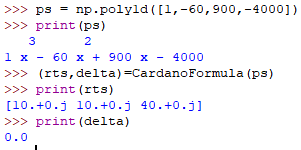 >>> ps = np.poly1d([1,-60,900,-4000])
>>> print(ps)
   3      2
1 x - 60 x + 900 x - 4000
>>> (rts,delta)=CardanoFormula(ps)
>>> print(rts)
[10.+0.j 10.+0.j 40.+0.j]
>>> print(delta)
0.0